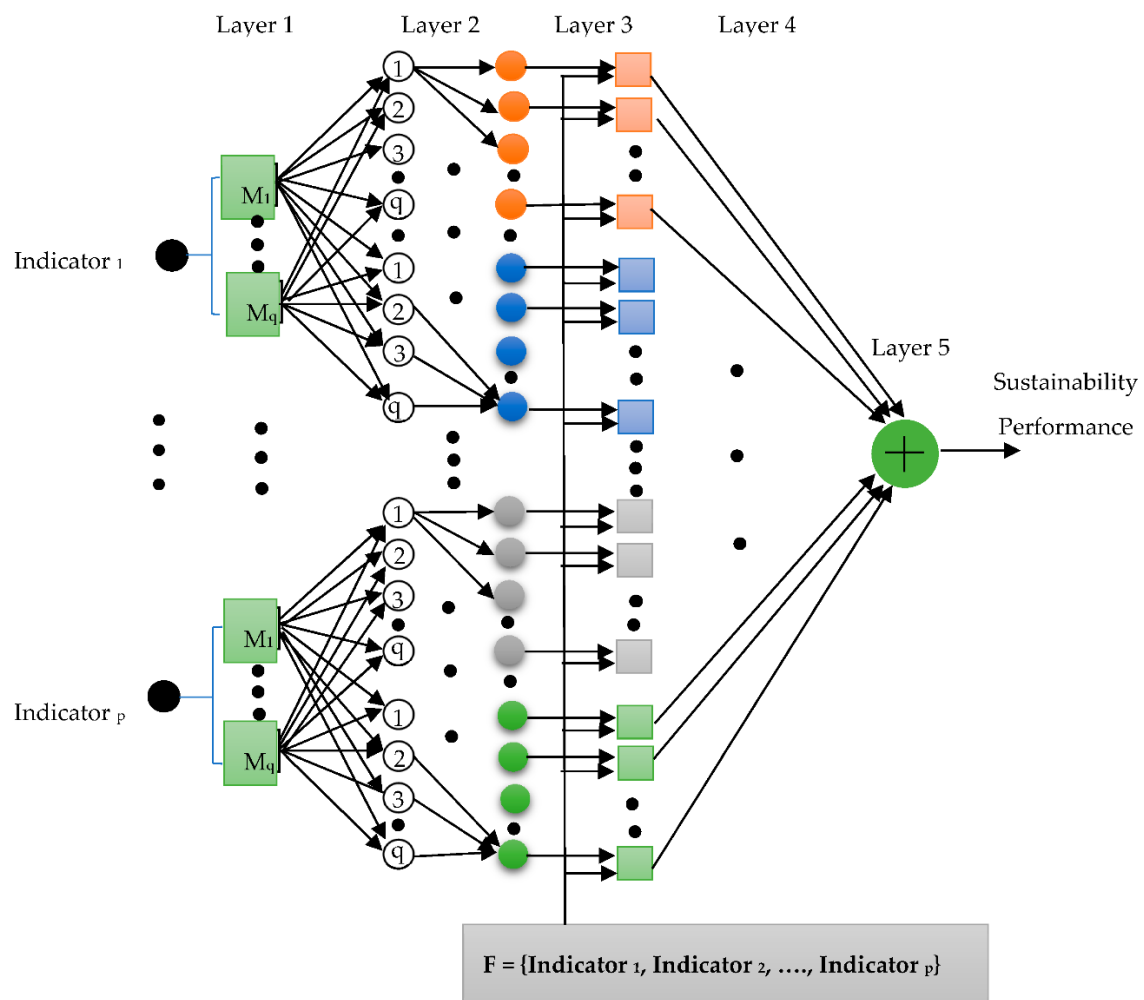 Layer 1
Layer 2
Layer 3
Layer 4
1
2
3
q
1
2
3
q
M1
Mq
Indicator 1
Layer 5
Sustainability
Performance
+
1
2
3
q
1
2
3
q
M1
Mq
Indicator p
F = {Indicator 1, Indicator 2, …., Indicator p}